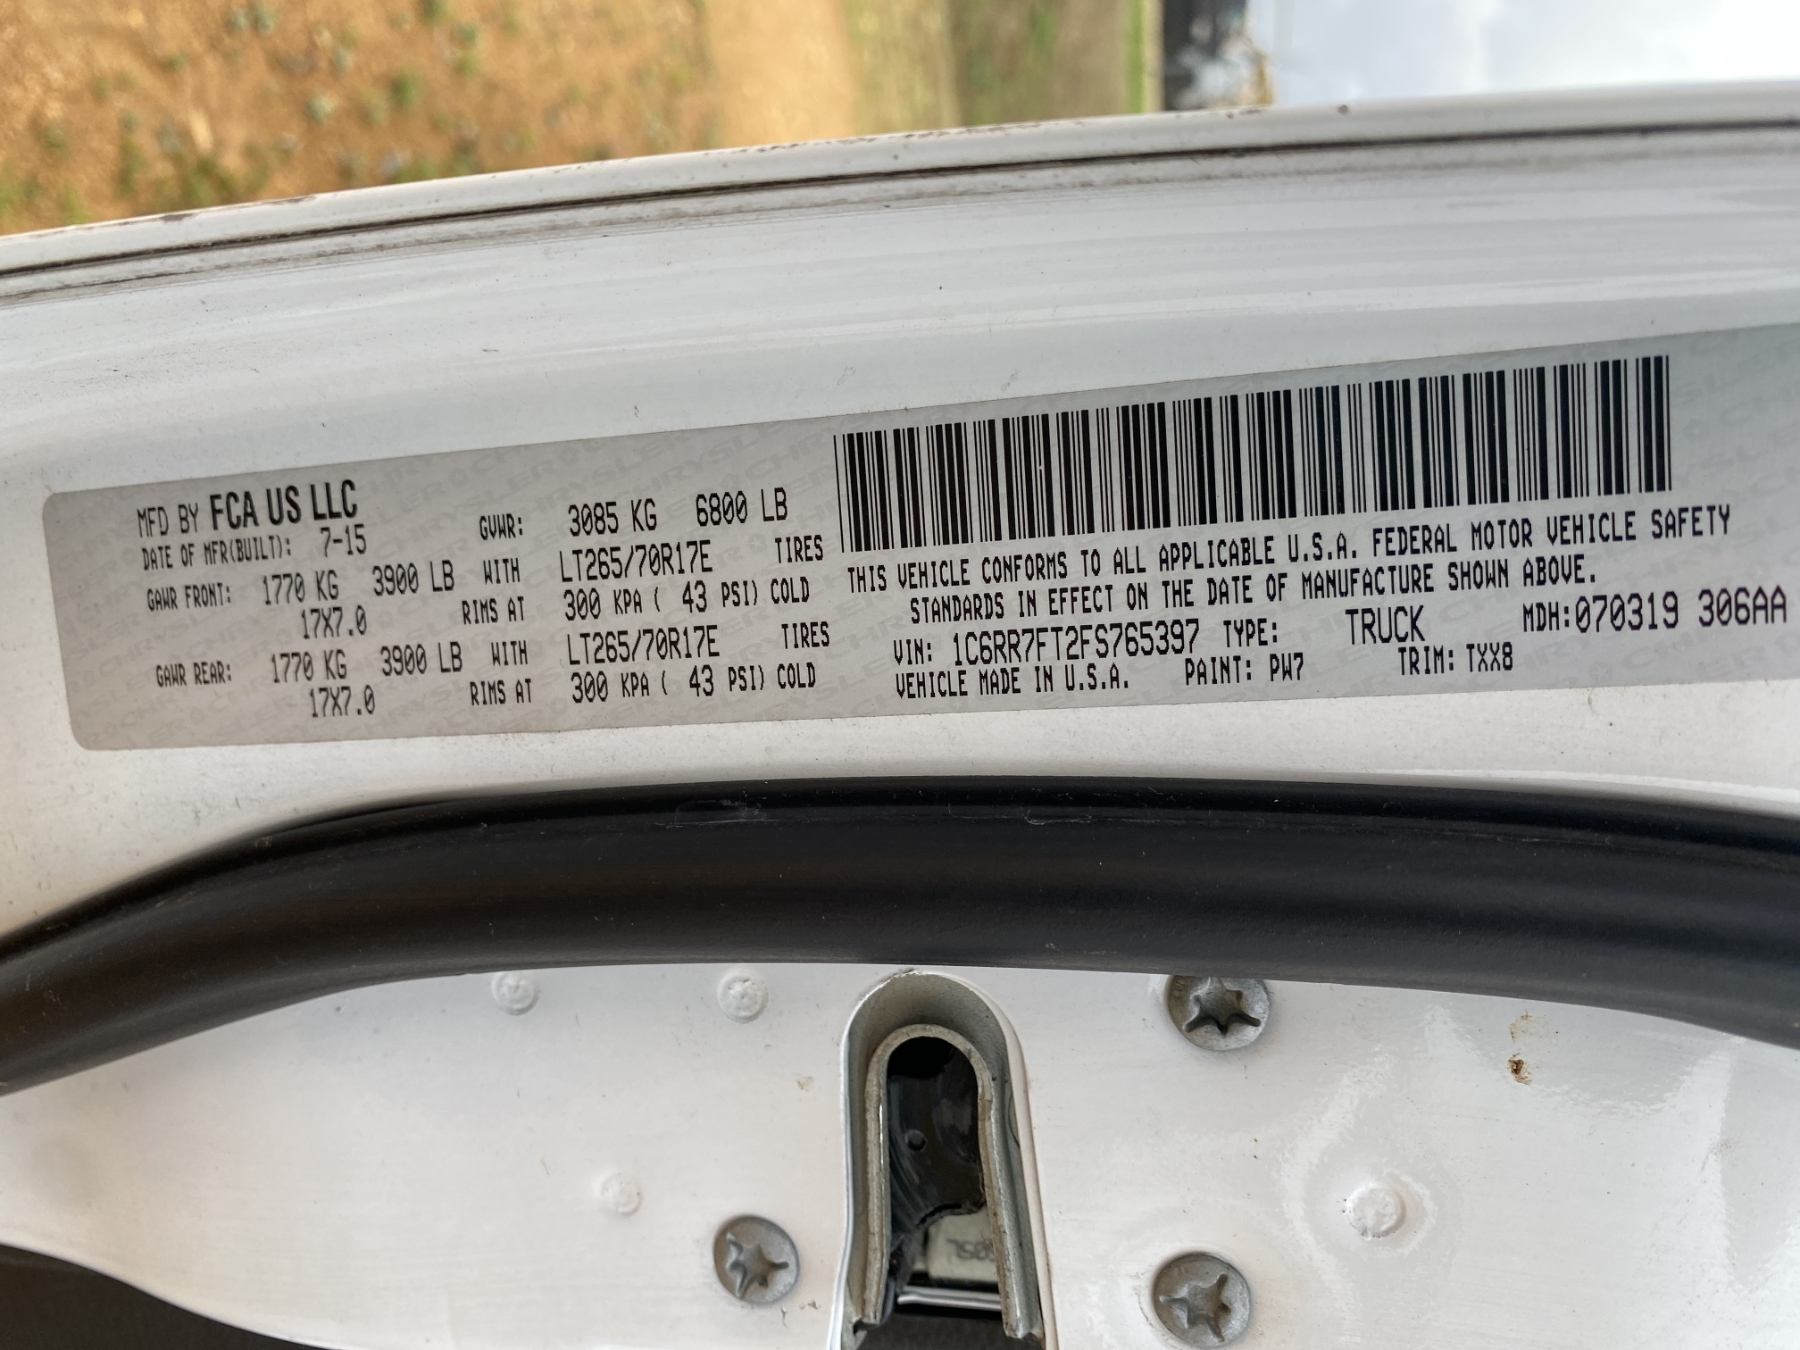 MFD BY FCA US LLC
DATE OF MFR(BUILT): 7-15 GVWR: 3085 KG 6800 LB
GAWR FRONT: 1770 KG 3900 LB WITH LT265/70R17E TIRES
17X7.0 RIMS AT 300 KPA ( 43 PSI) COLD
GAWR REAR: 1770 KG 3900 LB WITH LT265/70R17E TIRES
17X7.0 RIMS AT 300 KPA ( 43 PSI) COLD
THIS VEHICLE CONFORMS TO ALL APPLICABLE U.S.A. FEDERAL MOTOR VEHICLE SAFETY
STANDARDS IN EFFECT ON THE DATE OF MANUFACTURE SHOWN ABOVE.
VIN: 1C6RR7FT2FS765397 TYPE: TRUCK MDH:070319 306AA
VEHICLE MADE IN U.S.A. PAINT: PW7 TRIM: TXX8